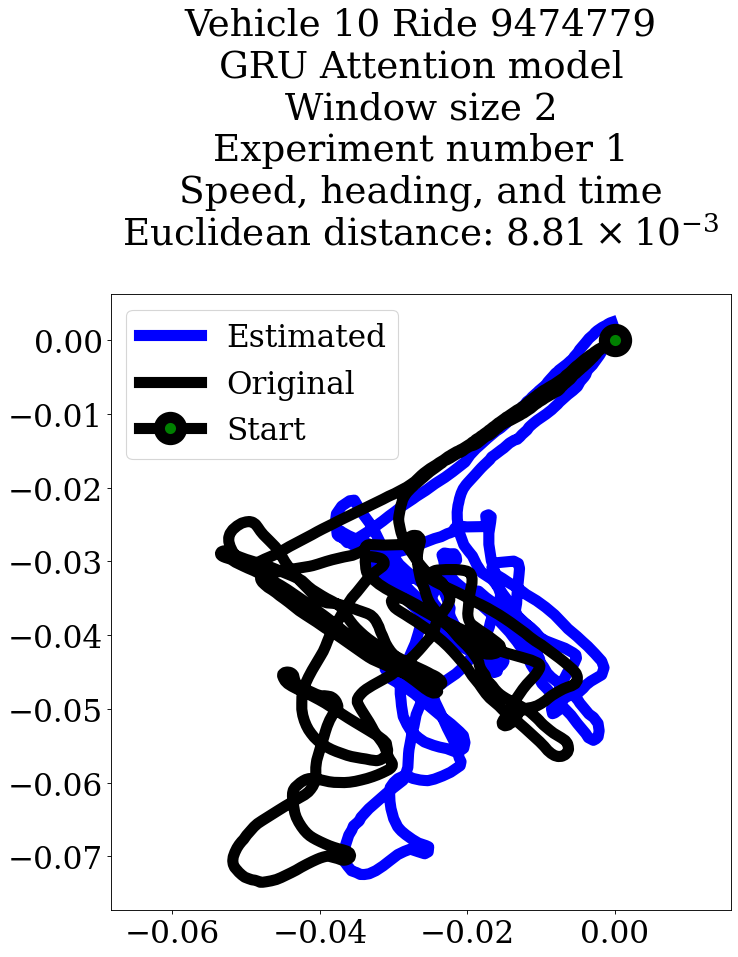 Vehicle 10 Ride 9474779
GRU Attention model
Window size 2
Experiment number 1
Speed, heading, and time
Euclidean distance: 8.81 × 10⁻³
Estimated
Original
Start
0.00
−0.01
−0.02
−0.03
−0.04
−0.05
−0.06
−0.07
−0.06 −0.04 −0.02 0.00